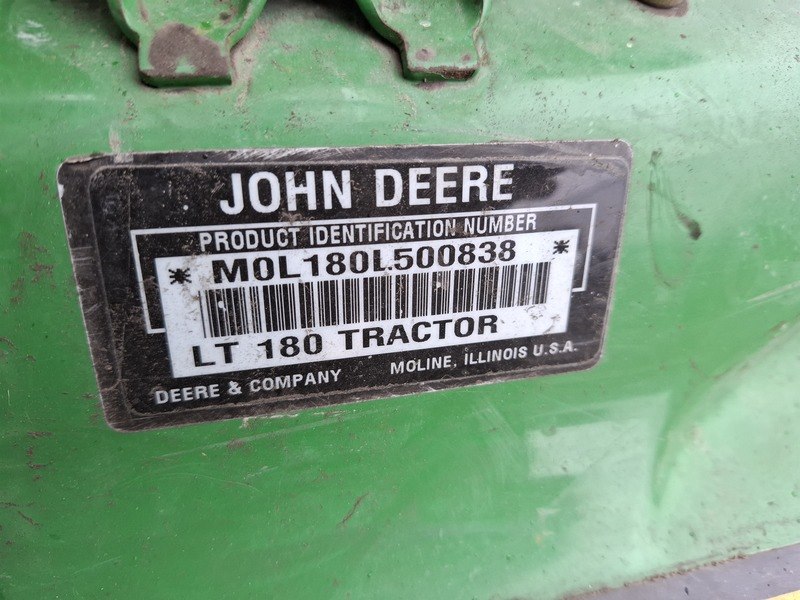 JOHN DEERE
PRODUCT IDENTIFICATION NUMBER
* M0L180L500838 *
LT 180 TRACTOR
DEERE & COMPANY MOLINE, ILLINOIS U.S.A.